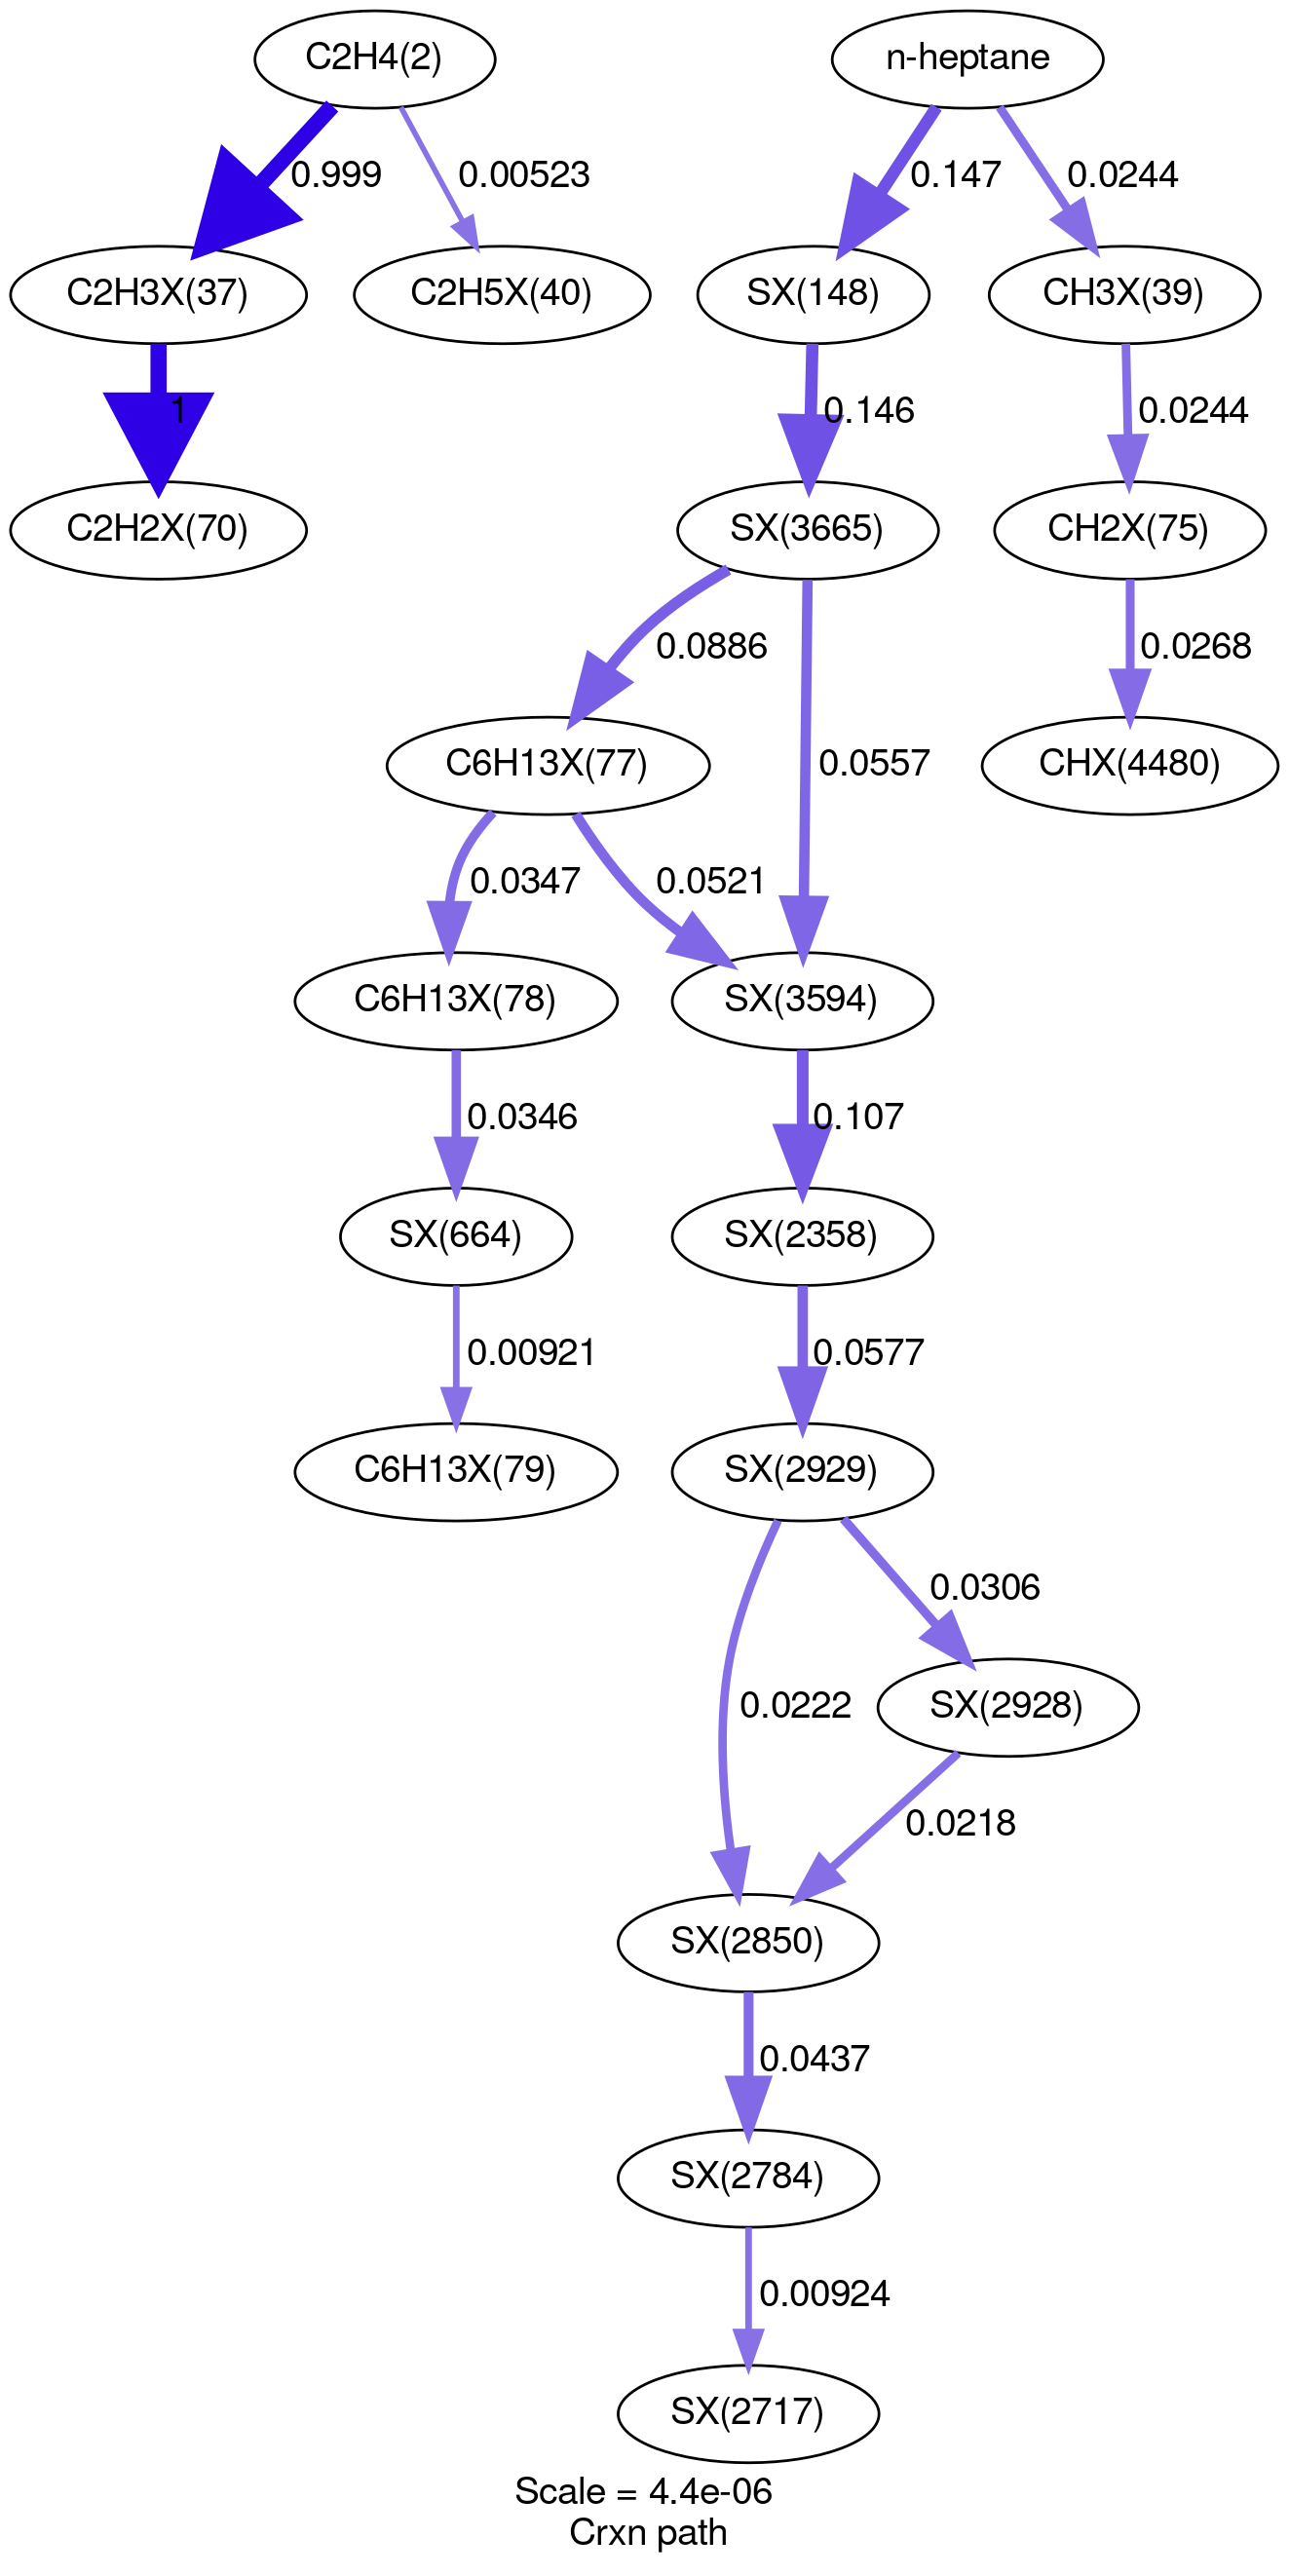 C2H4(2)
n-heptane
0.999
0.00523
0.147
0.0244
C2H3X(37)
C2H5X(40)
SX(148)
CH3X(39)
1
0.146
0.0244
C2H2X(70)
SX(3665)
CH2X(75)
0.0886
0.0268
C6H13X(77)
0.0557
CHX(4480)
0.0347
0.0521
C6H13X(78)
SX(3594)
0.0346
0.107
SX(664)
SX(2358)
0.00921
0.0577
C6H13X(79)
SX(2929)
0.0306
0.0222
SX(2928)
0.0218
SX(2850)
0.0437
SX(2784)
0.00924
SX(2717)
Scale = 4.4e-06
Crxn path